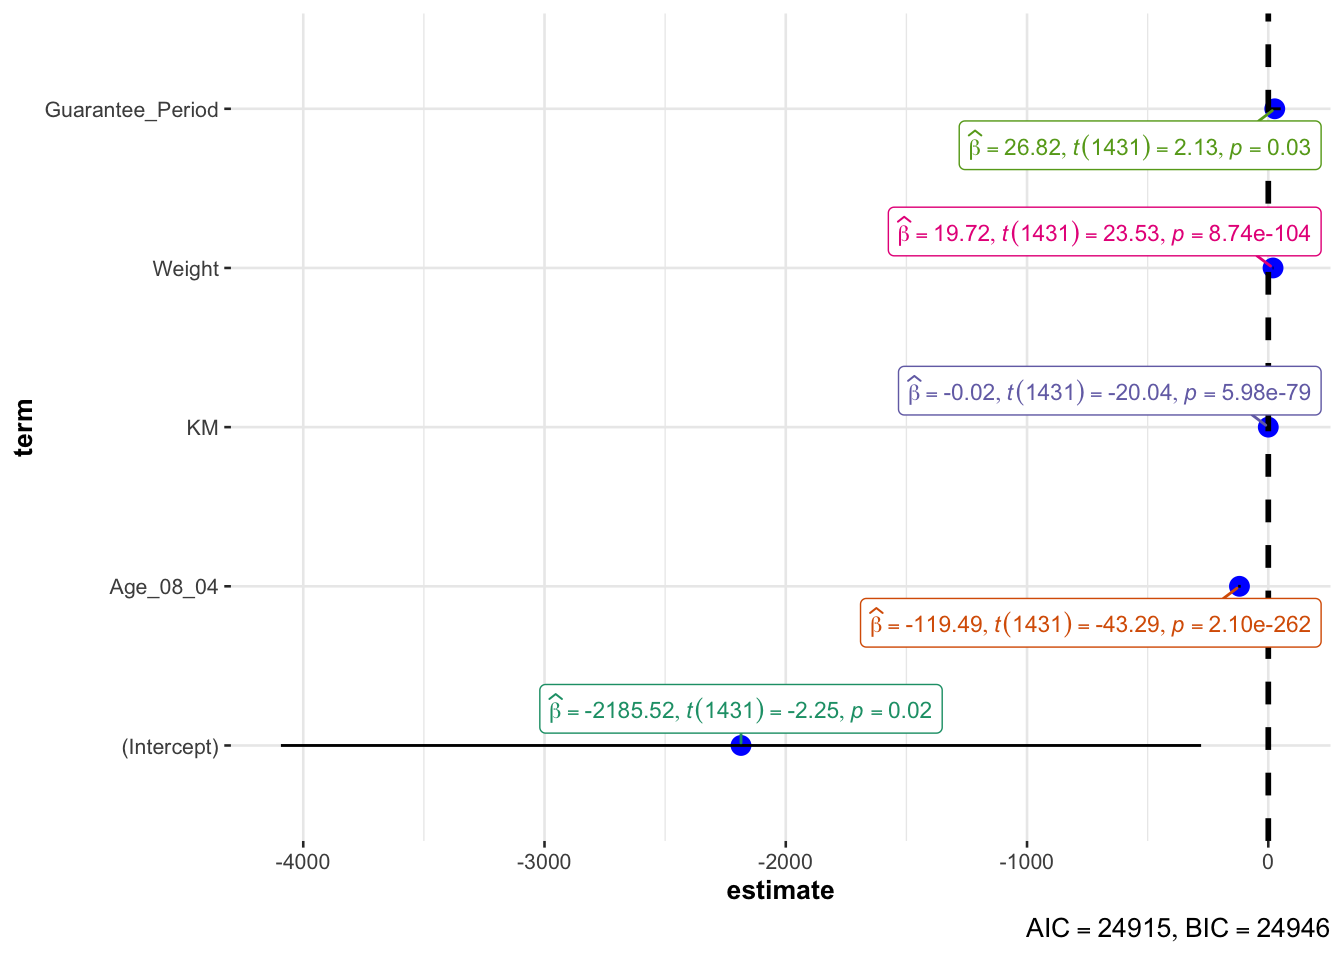 Guarantee_Period
β̂ = 26.82, t(1431) = 2.13, p = 0.03
β̂ = 19.72, t(1431) = 23.53, p = 8.74e-104
Weight
β̂ = -0.02, t(1431) = -20.04, p = 5.98e-79
term
KM
Age_08_04
β̂ = -119.49, t(1431) = -43.29, p = 2.10e-262
β̂ = -2185.52, t(1431) = -2.25, p = 0.02
(Intercept)
-4000 -3000 -2000 -1000 0
estimate
AIC = 24915, BIC = 24946